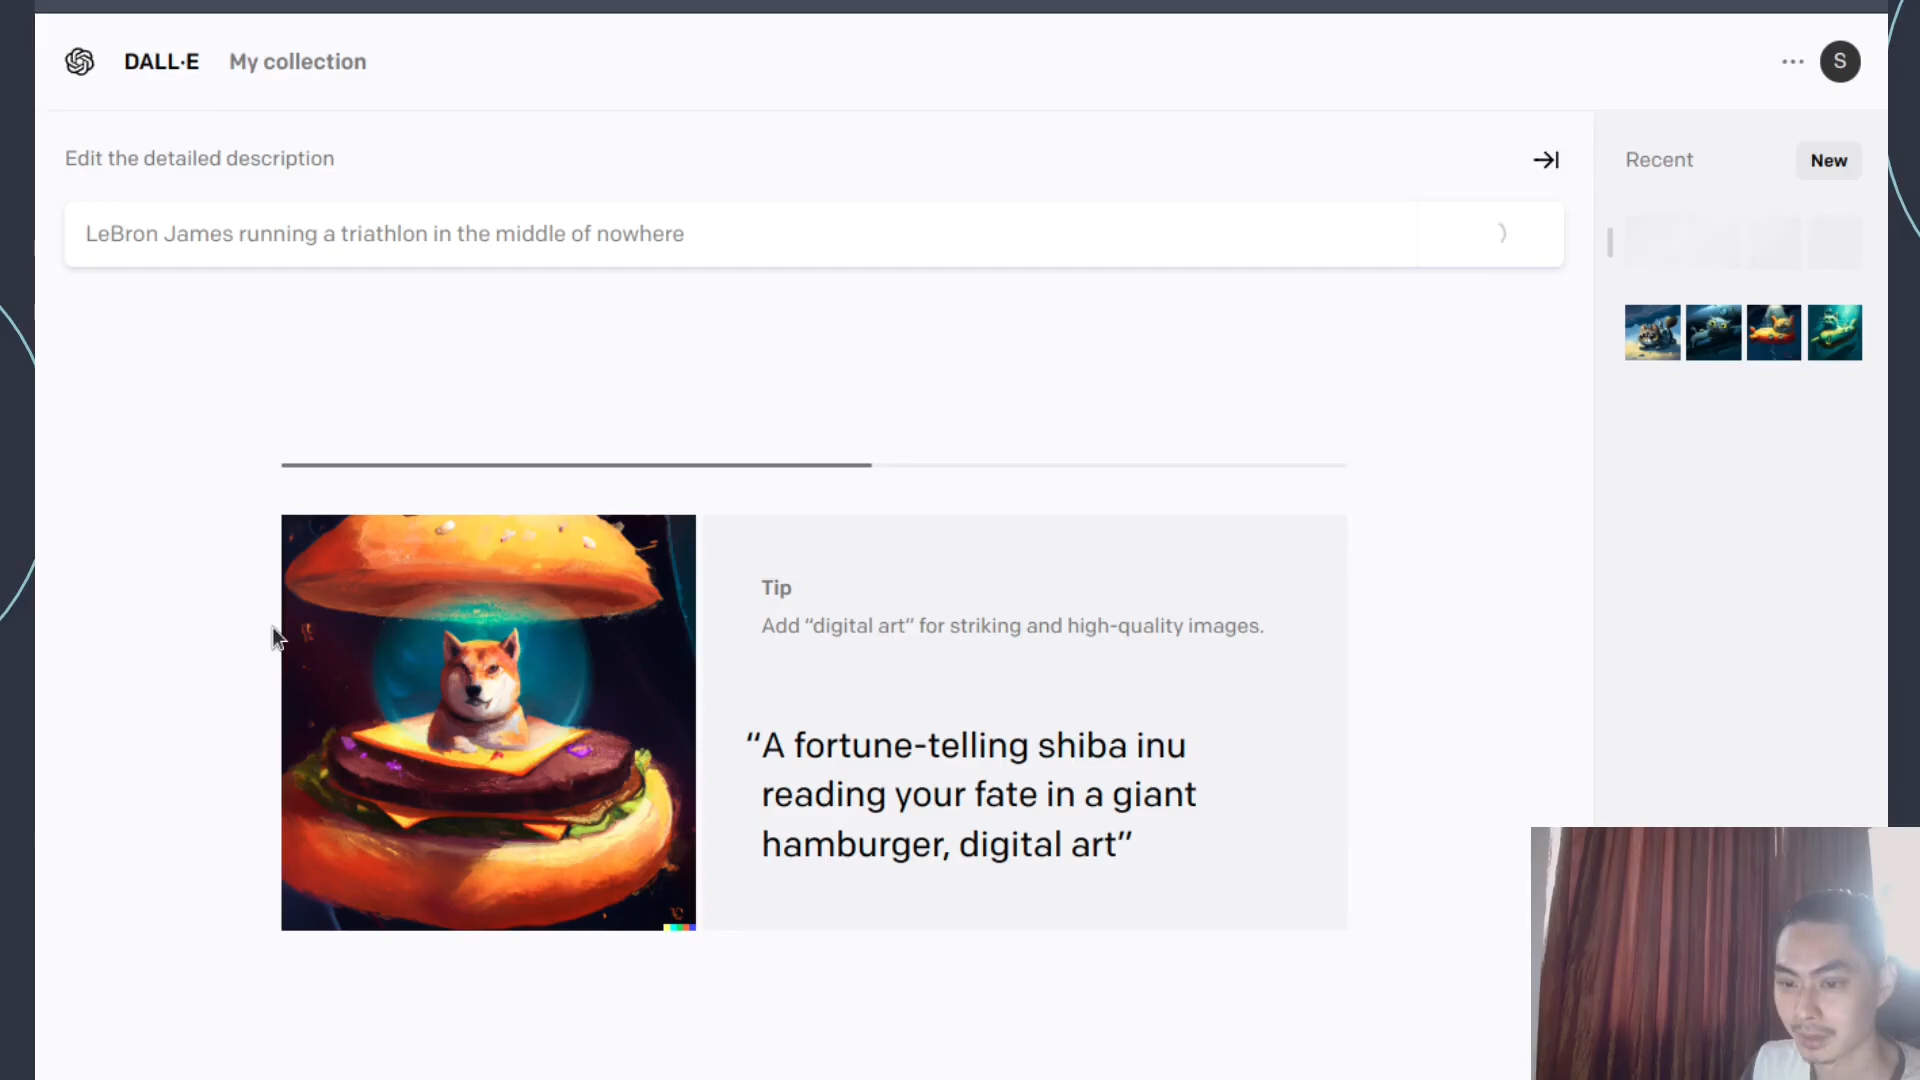 DALL·E My collection
S
Edit the detailed description
Recent
New
LeBron James running a triathlon in the middle of nowhere
Tip
Add “digital art” for striking and high-quality images.
“A fortune-telling shiba inu
reading your fate in a giant
hamburger, digital art”